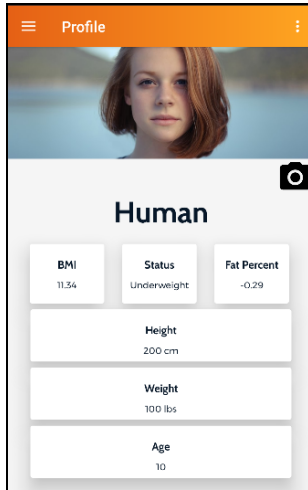 Profile
Human
BMI Status Fat Percent
11.34 Underweight -0.29
Height
200 cm
Weight
100 lbs
Age
10